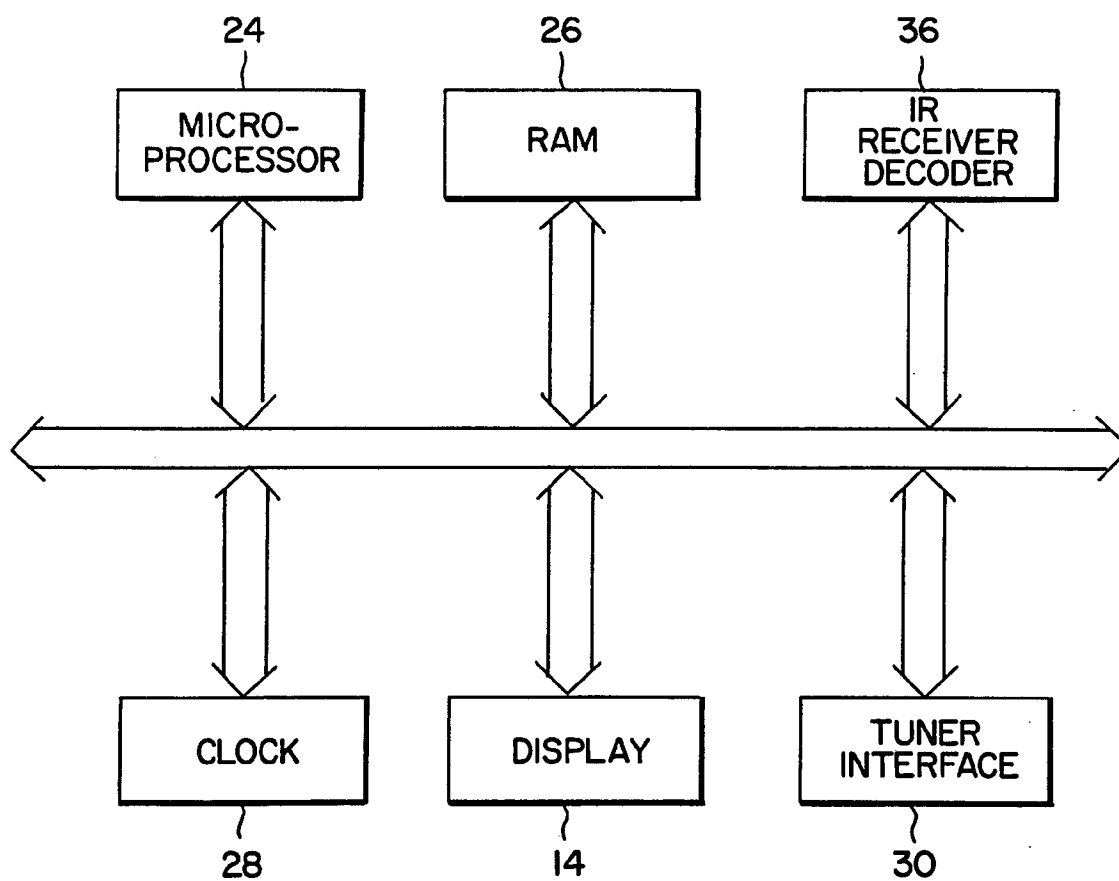 24
26
36
MICRO-
PROCESSOR
RAM
IR
RECEIVER
DECODER
CLOCK
DISPLAY
TUNER
INTERFACE
28
14
30